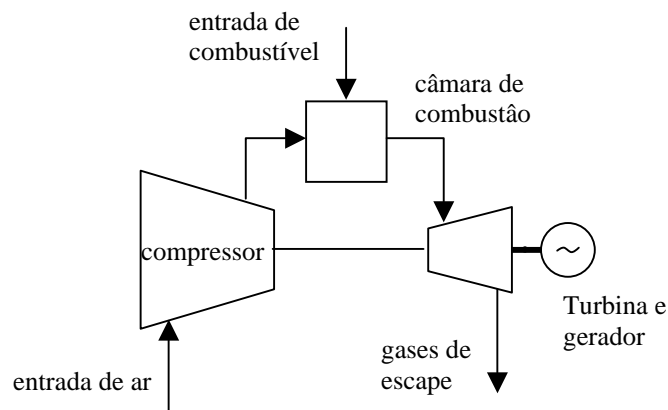 entrada de
combustível
câmara de
combustâo
compressor
Turbina e
gerador
gases de
escape
entrada de ar